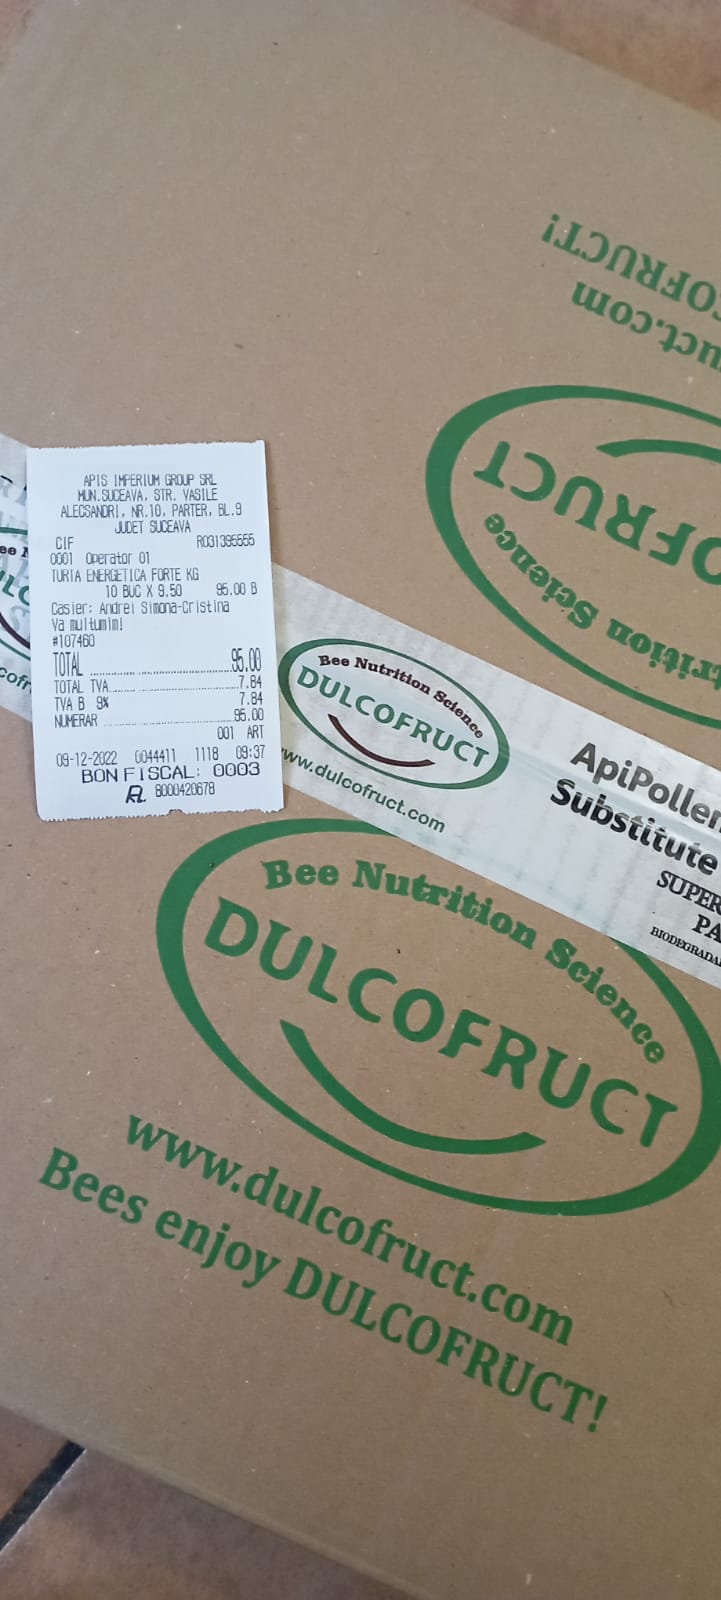 DULCOFRUCT!
uct.com
DULCOFRUCT
Nutrition Science
APIS IMPERIUM GROUP SRL
MUN.SUCEAVA, STR. VASILE
ALECSANDRI, NR.10, PARTER, BL.9
JUDET SUCEAVA
CIF RO31395555
0001 Operator 01
TURTA ENERGETICA FORTE KG
10 BUC X 9.50 95.00 B
Casier: Andrei Simona-Cristina
Va multumim!
#107460
TOTAL 95.00
TOTAL TVA 7.84
TVA B 9% 7.84
NUMERAR 95.00
001 ART
09-12-2022 0044411 1118 09:37
BON FISCAL: 0003
8000420678
Bee Nutrition Science
DULCOFRUCT
www.dulcofruct.com
ApiPollen
Substitute
SUPER
PA
Bee Nutrition Science
DULCOFRUCT
www.dulcofruct.com
Bees enjoy DULCOFRUCT!